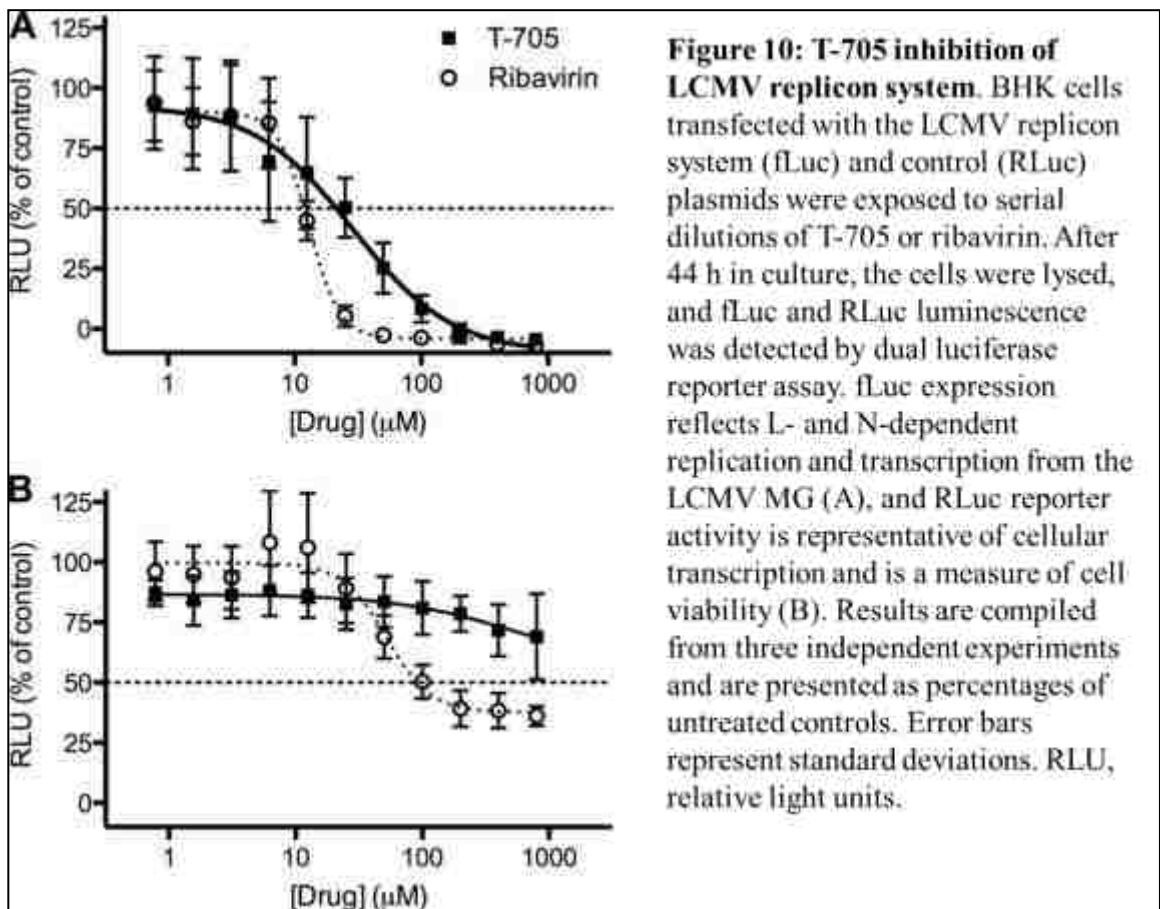 A
125
100
75
50
25
0
RLU (% of control)
T-705
Ribavirin
1 10 100 1000
[Drug] (μM)
B
125
100
75
50
25
0
RLU (% of control)
1 10 100 1000
[Drug] (μM)
Figure 10: T-705 inhibition of
LCMV replicon system. BHK cells
transfected with the LCMV replicon
system (fLuc) and control (RLuc)
plasmids were exposed to serial
dilutions of T-705 or ribavirin. After
44 h in culture, the cells were lysed,
and fLuc and RLuc luminescence
was detected by dual luciferase
reporter assay. fLuc expression
reflects L- and N-dependent
replication and transcription from the
LCMV MG (A), and RLuc reporter
activity is representative of cellular
transcription and is a measure of cell
viability (B). Results are compiled
from three independent experiments
and are presented as percentages of
untreated controls. Error bars
represent standard deviations. RLU,
relative light units.